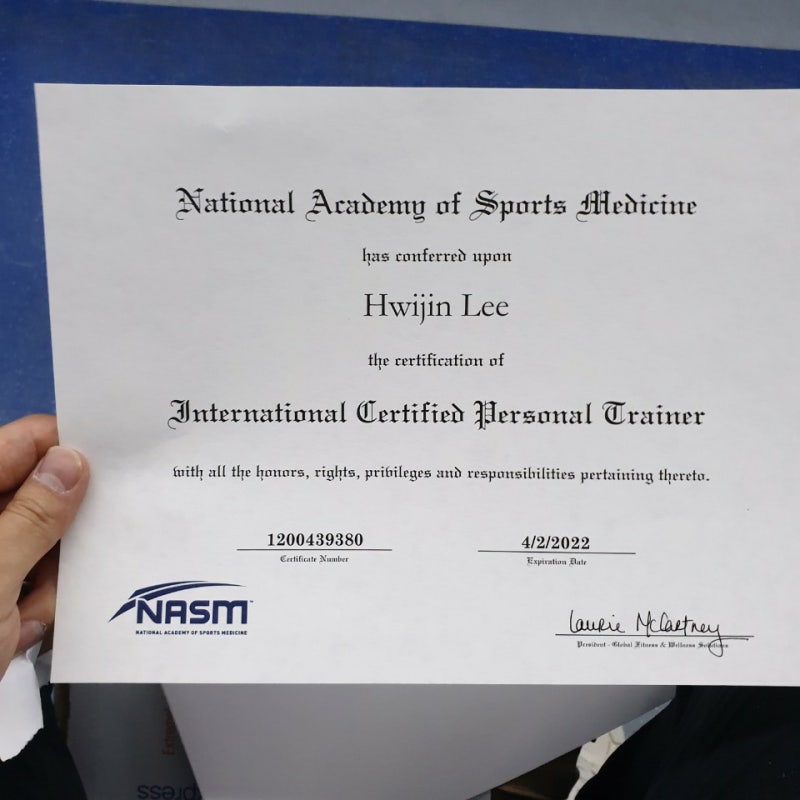 National Academy of Sports Medicine
has conferred upon
Hwijin Lee
the certification of
International Certified Personal Trainer
with all the honors, rights, privileges and responsibilities pertaining thereto.
1200439380
Certificate Number
4/2/2022
Expiration Date
NASM™
NATIONAL ACADEMY OF SPORTS MEDICINE
Laurie McCartney
President - Global Fitness & Wellness Solutions